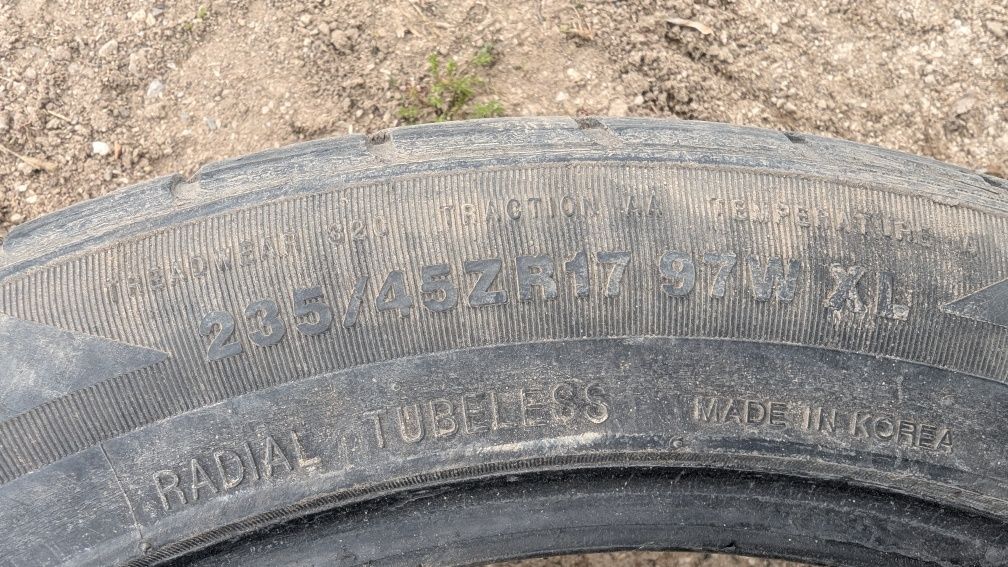 TREADWEAR 320 TRACTION AA TEMPERATURE A
235/45ZR17 97W XL
RADIAL TUBELESS MADE IN KOREA